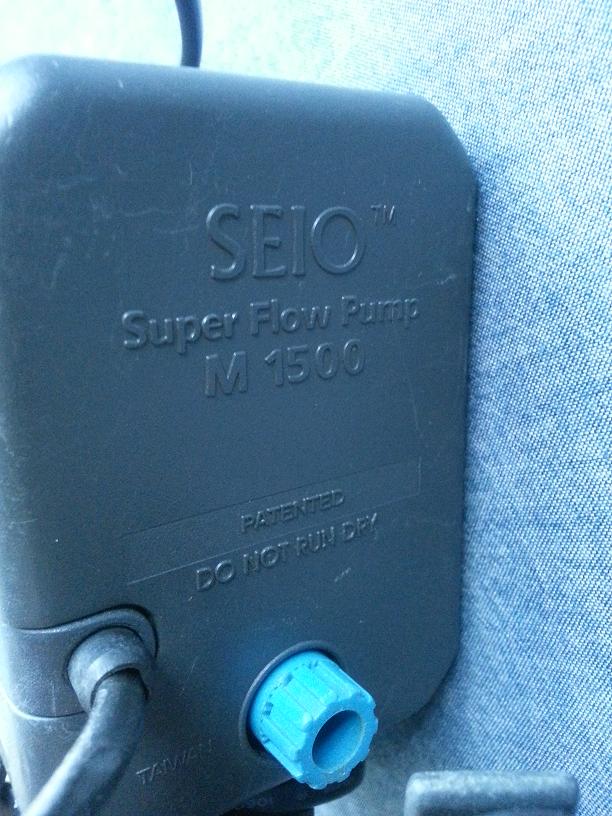 SEIO™
Super Flow Pump
M 1500
PATENTED
DO NOT RUN DRY
TAIWAN